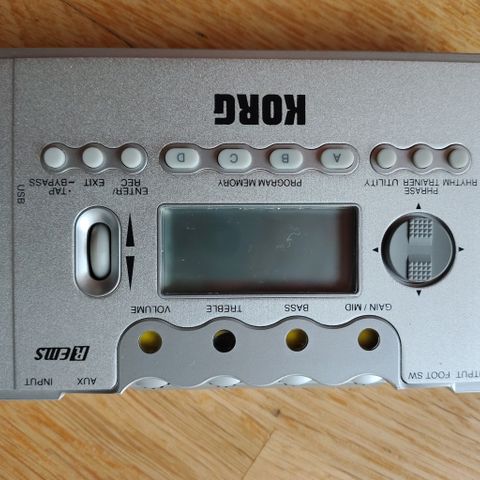 TPUT FOOT SW AUX INPUT
REMS
GAIN / MID BASS TREBLE VOLUME
USB
PHRASE ENTER/ •TAP
RHYTHM TRAINER UTILITY PROGRAM MEMORY REC EXIT –BYPASS
A B C D
KORG